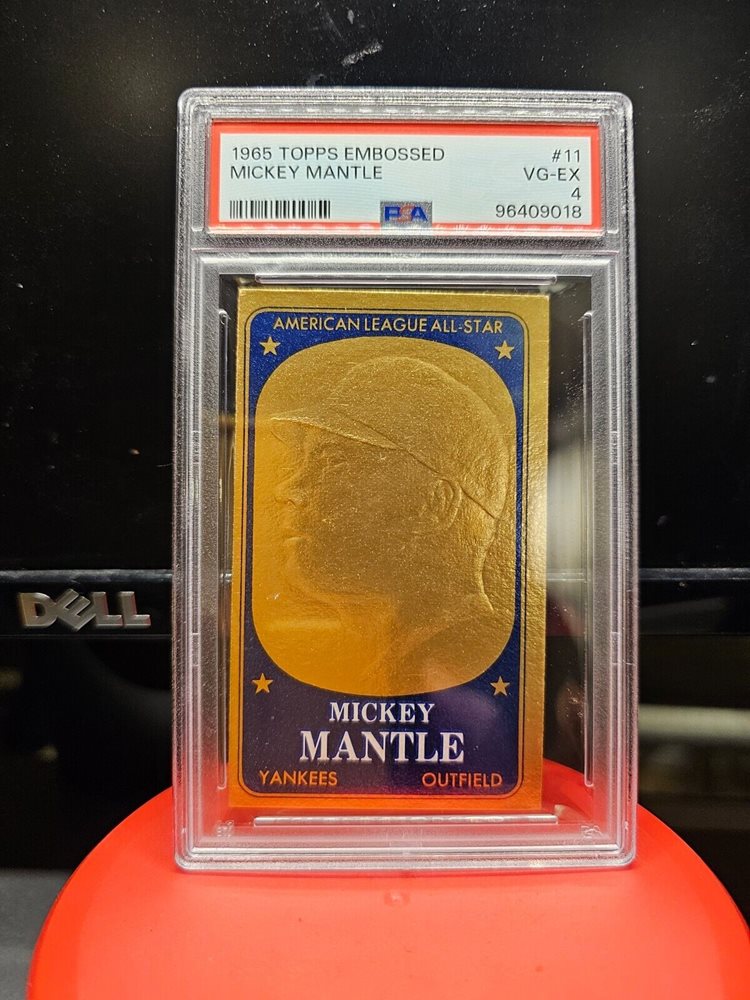 1965 TOPPS EMBOSSED #11
MICKEY MANTLE VG-EX
4
PSA 96409018
AMERICAN LEAGUE ALL-STAR
DELL
MICKEY
MANTLE
YANKEES OUTFIELD